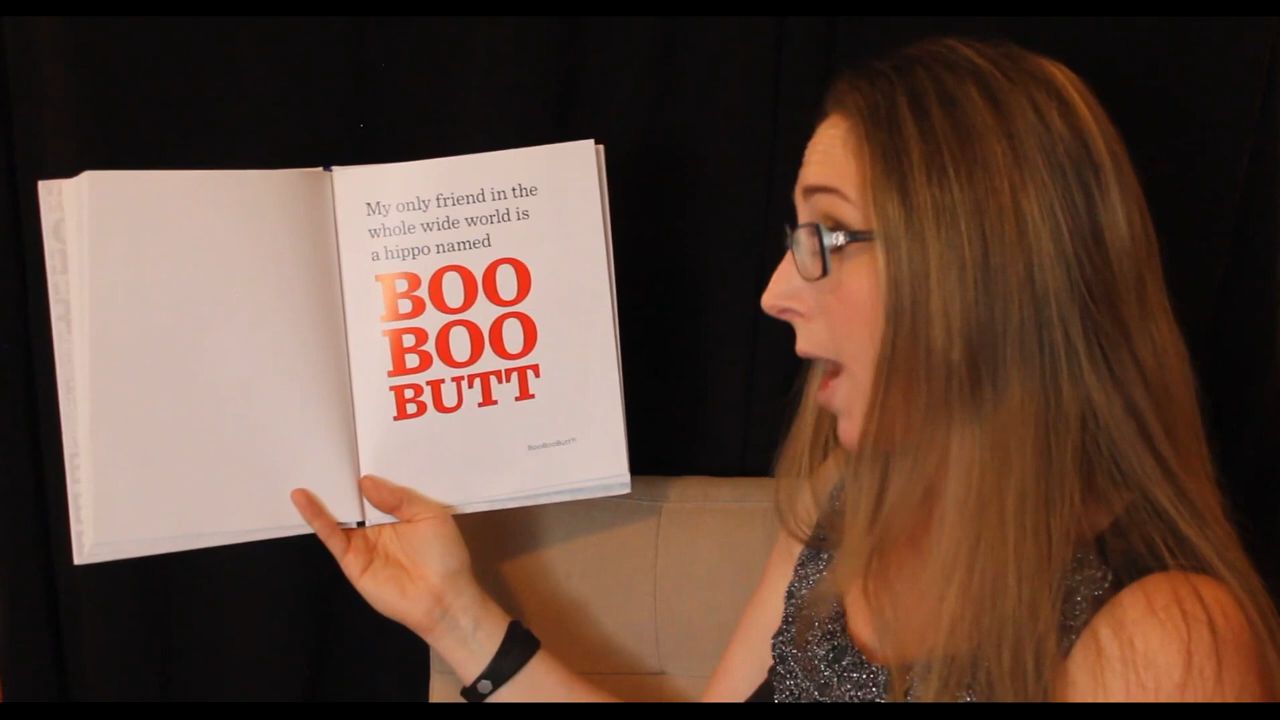 My only friend in the
whole wide world is
a hippo named
BOO
BOO
BUTT